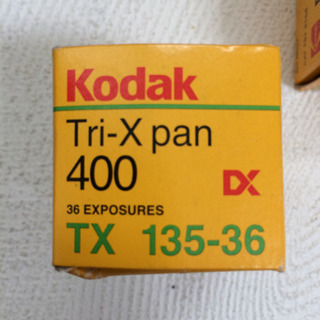 Kodak
Tri-X pan
400
DX
36 EXPOSURES
TX 135-36